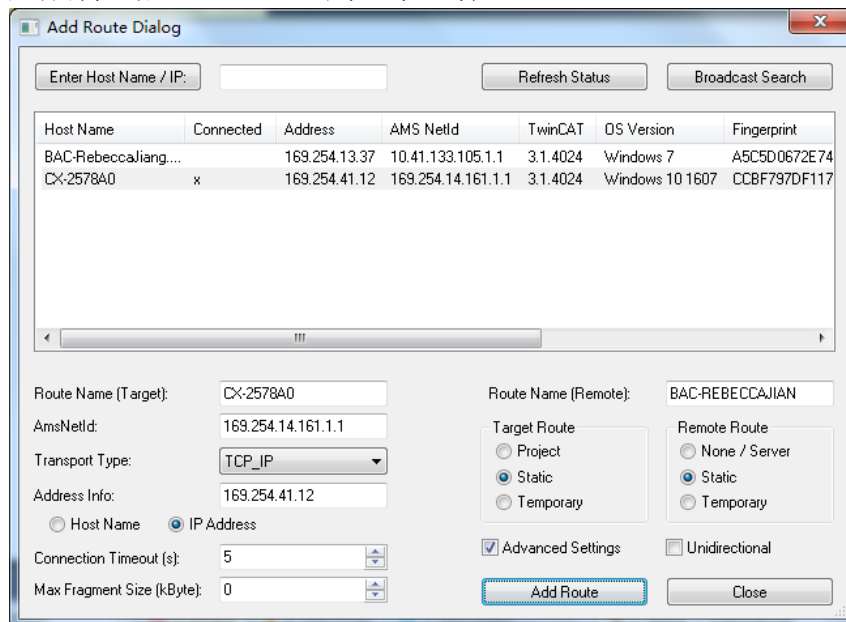 Add Route Dialog
Enter Host Name / IP:
Refresh Status
Broadcast Search
Host Name Connected Address AMS NetId TwinCAT OS Version Fingerprint
BAC-RebeccaJiang.... 169.254.13.37 10.41.133.105.1.1 3.1.4024 Windows 7 A5C5D0672E74
CX-2578A0 x 169.254.41.12 169.254.14.161.1.1 3.1.4024 Windows 10 1607 CCBF797DF117
Route Name (Target): CX-2578A0 Route Name (Remote): BAC-REBECCAJIAN
AmsNetId: 169.254.14.161.1.1 Target Route Remote Route
Project None / Server
Transport Type: TCP_IP
Static Static
Address Info: 169.254.41.12
Temporary Temporary
Host Name IP Address
Connection Timeout (s): 5 Advanced Settings Unidirectional
Max Fragment Size (kByte): 0 Add Route Close